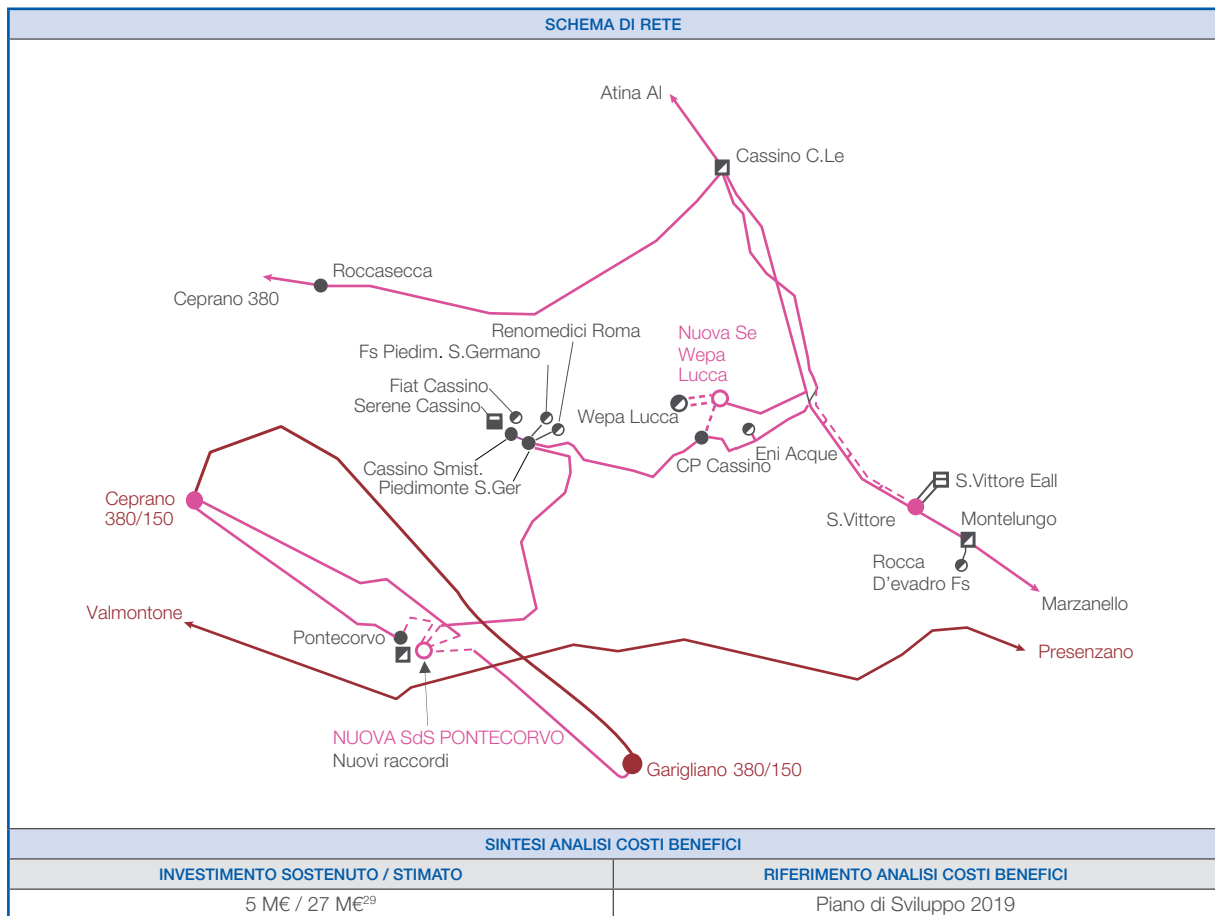 SCHEMA DI RETE
Atina Al
Cassino C.Le
Roccasecca
Ceprano 380
Renomedici Roma
Fs Piedim. S.Germano
Fiat Cassino
Serene Cassino
Nuova Se
Wepa
Lucca
Wepa Lucca
Cassino Smist.
Piedimonte S.Ger
CP Cassino
Eni Acque
S.Vittore Eall
S.Vittore
Montelungo
Rocca
D'evadro Fs
Marzanello
Ceprano
380/150
Valmontone
Pontecorvo
Presenzano
NUOVA SdS PONTECORVO
Nuovi raccordi
Garigliano 380/150
SINTESI ANALISI COSTI BENEFICI
INVESTIMENTO SOSTENUTO / STIMATO
RIFERIMENTO ANALISI COSTI BENEFICI
5 M€ / 27 M€29
Piano di Sviluppo 2019